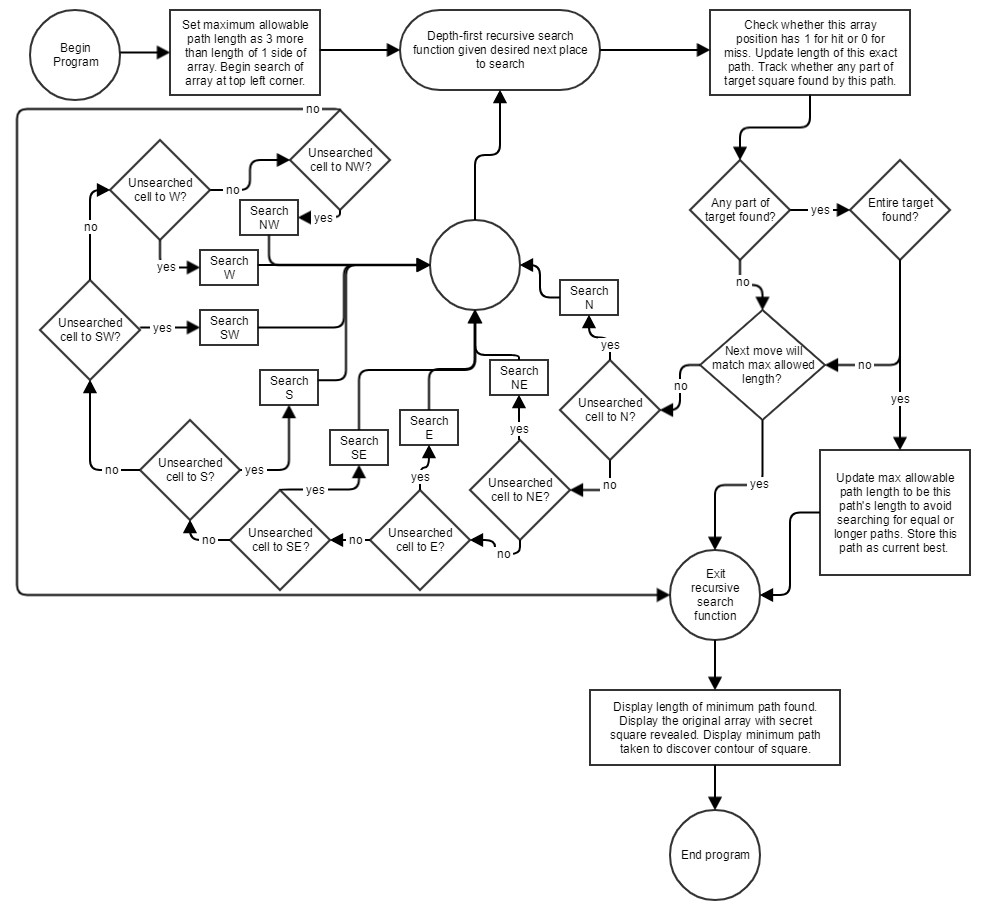 Begin
Program
Set maximum allowable
path length as 3 more
than length of 1 side of
array. Begin search of
array at top left corner.
Depth-first recursive search
function given desired next place
to search
Check whether this array
position has 1 for hit or 0 for
miss. Update length of this exact
path. Track whether any part of
target square found by this path.
no
Unsearched
cell to NW?
Unsearched
cell to W?
no
yes
Search
NW
no
yes
Search
W
Unsearched
cell to SW?
yes
Search
SW
Search
S
no
Unsearched
cell to S?
yes
Search
SE
yes
no
Unsearched
cell to SE?
no
Search
E
yes
Unsearched
cell to E?
no
Search
NE
yes
Unsearched
cell to NE?
no
Search
N
yes
Unsearched
cell to N?
no
Any part of
target found?
yes
Entire target
found?
no
Next move will
match max allowed
length?
no
yes
yes
Update max allowable
path length to be this
path's length to avoid
searching for equal or
longer paths. Store this
path as current best.
Exit
recursive
search
function
Display length of minimum path found.
Display the original array with secret
square revealed. Display minimum path
taken to discover contour of square.
End program